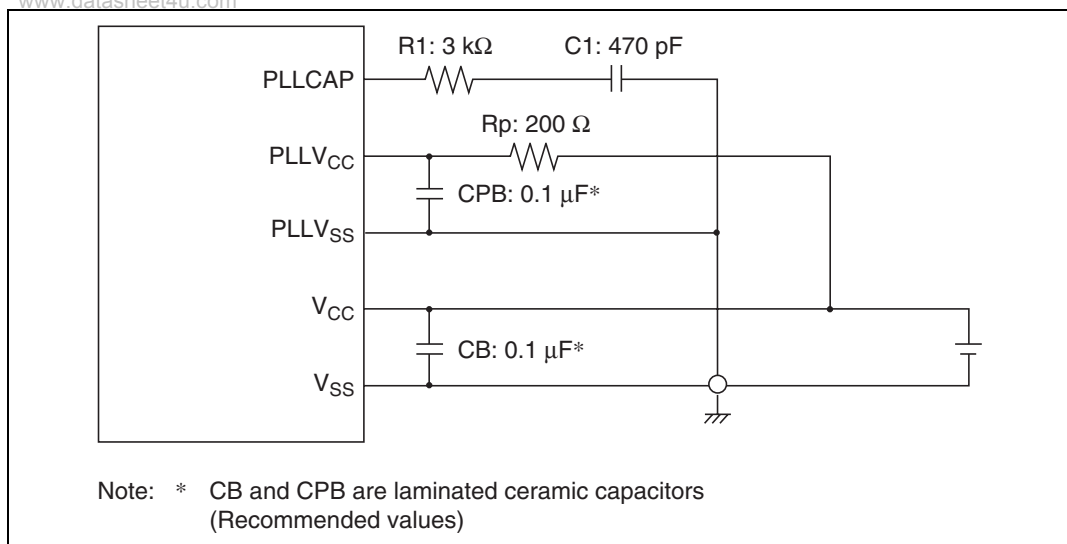 www.datasheet4u.com
R1: 3 kΩ
C1: 470 pF
PLLCAP
Rp: 200 Ω
PLLVCC
CPB: 0.1 μF*
PLLVSS
VCC
CB: 0.1 μF*
VSS
Note: * CB and CPB are laminated ceramic capacitors
(Recommended values)